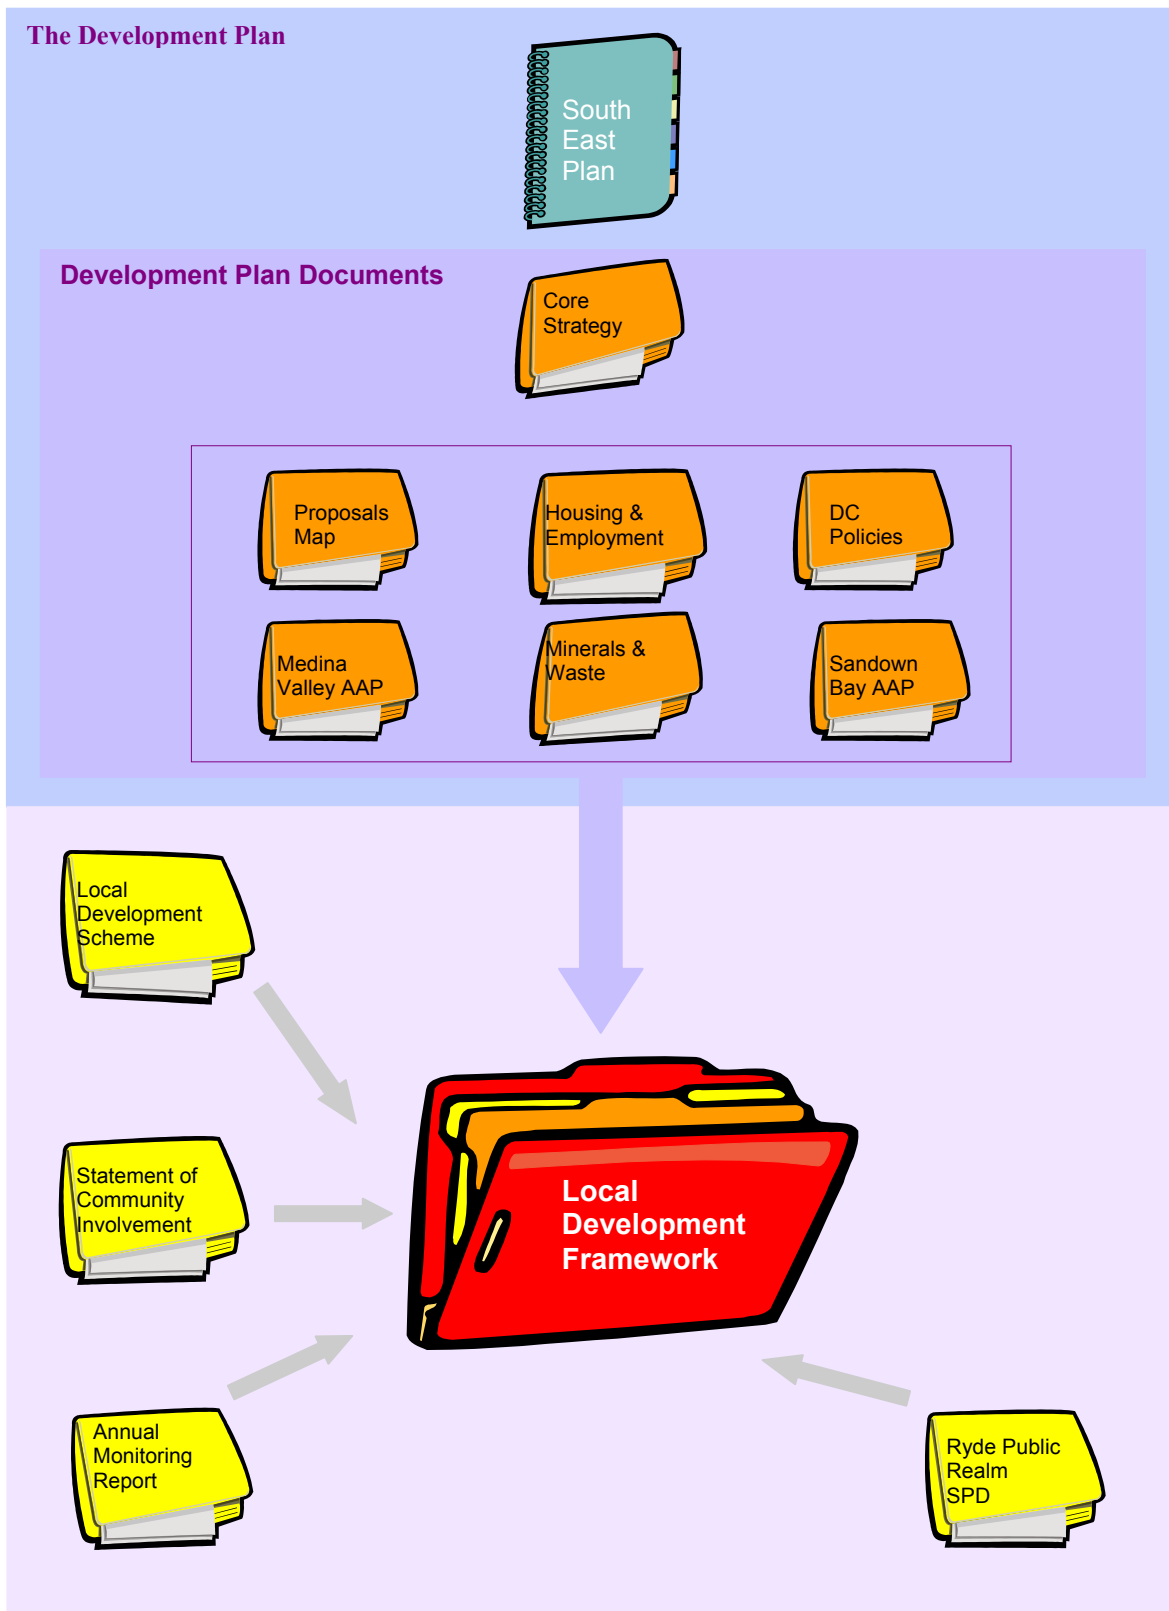 The Development Plan
South
East
Plan
Development Plan Documents
Core
Strategy
Proposals
Map
Housing &
Employment
DC
Policies
Medina
Valley AAP
Minerals &
Waste
Sandown
Bay AAP
Local
Development
Scheme
Statement of
Community
Involvement
Local
Development
Framework
Annual
Monitoring
Report
Ryde Public
Realm
SPD